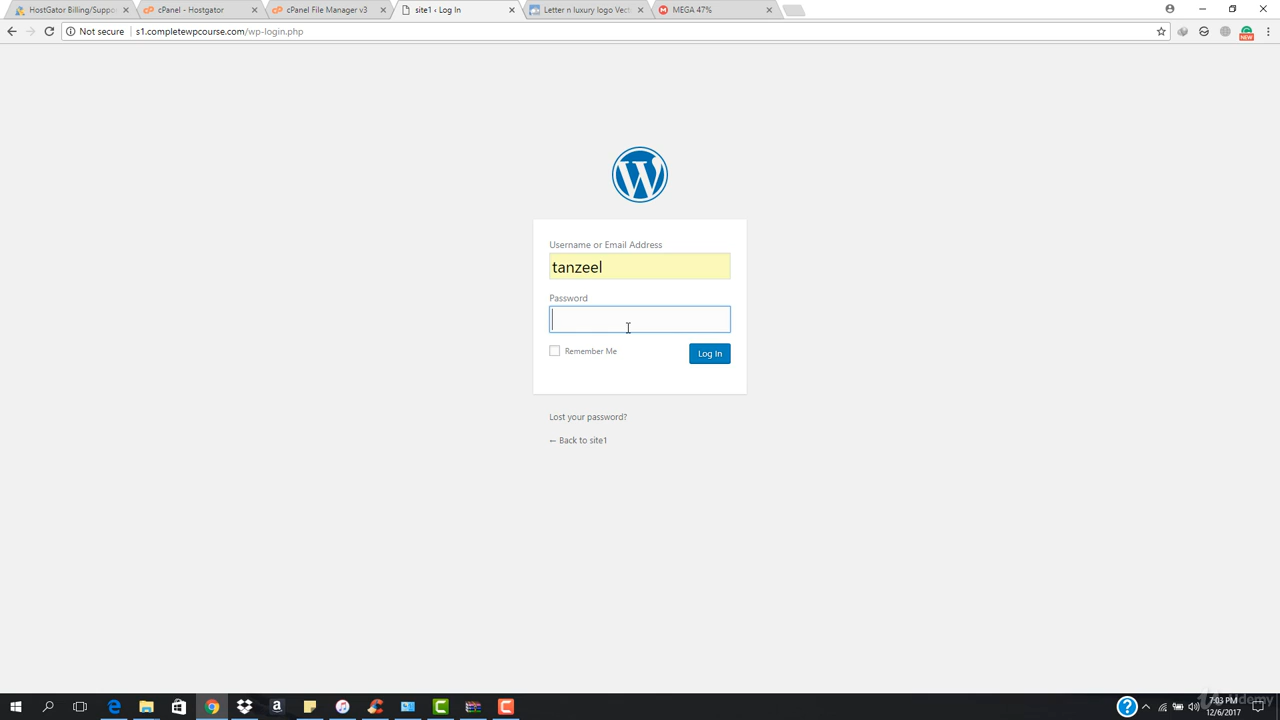 HostGator Billing/Suppo
cPanel - Hostgator
cPanel File Manager v3
site1 ‹ Log In
Letter n luxury logo Vect
MEGA 47%
Not secure
s1.completewpcourse.com/wp-login.php
NEW
Username or Email Address
tanzeel
Password
Remember Me
Log In
Lost your password?
← Back to site1
7:03 PM
12/6/2017